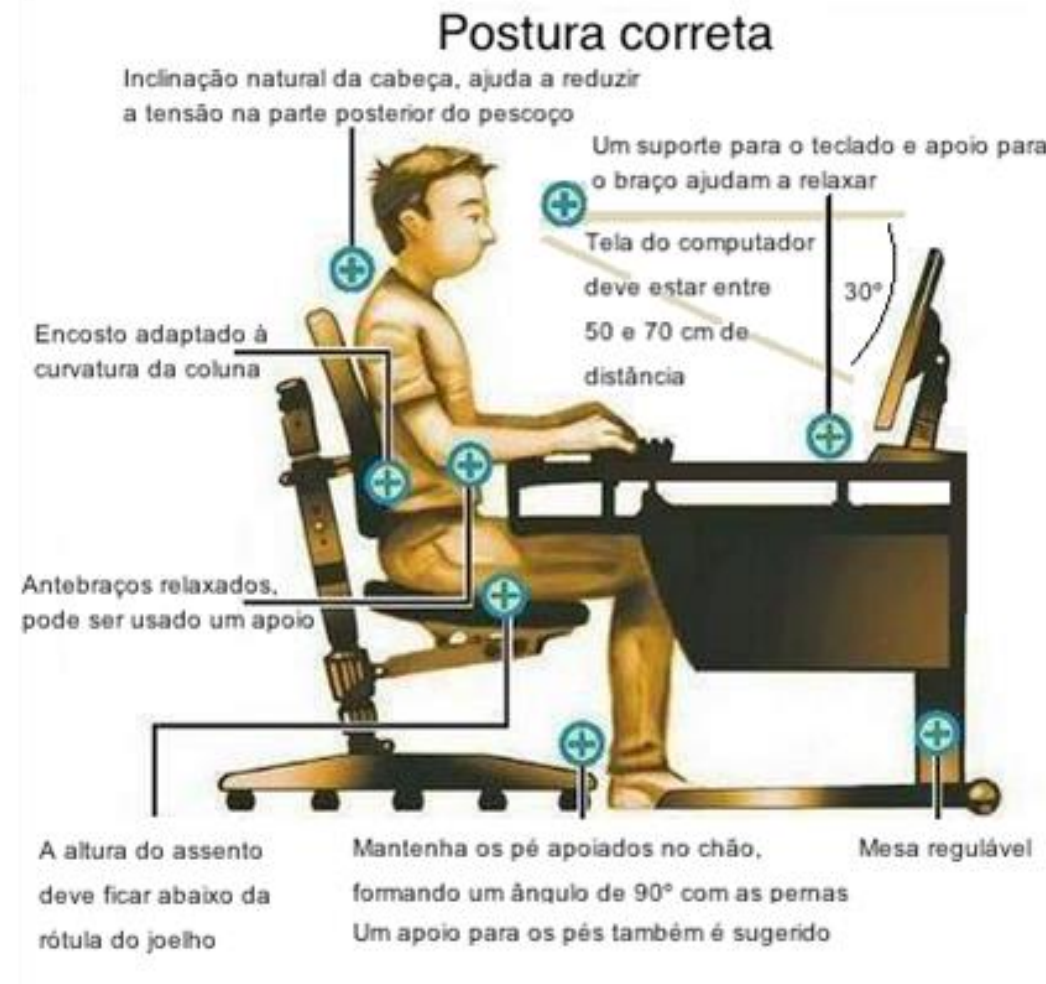 Postura correta
Inclinação natural da cabeça, ajuda a reduzir
a tensão na parte posterior do pescoço
Um suporte para o teclado e apoio para
o braço ajudam a relaxar
Tela do computador
deve estar entre
50 e 70 cm de
distância
30º
Encosto adaptado à
curvatura da coluna
Antebraços relaxados,
pode ser usado um apoio
A altura do assento
deve ficar abaixo da
rótula do joelho
Mantenha os pé apoiados no chão,
formando um ângulo de 90º com as pernas
Um apoio para os pés também é sugerido
Mesa regulável